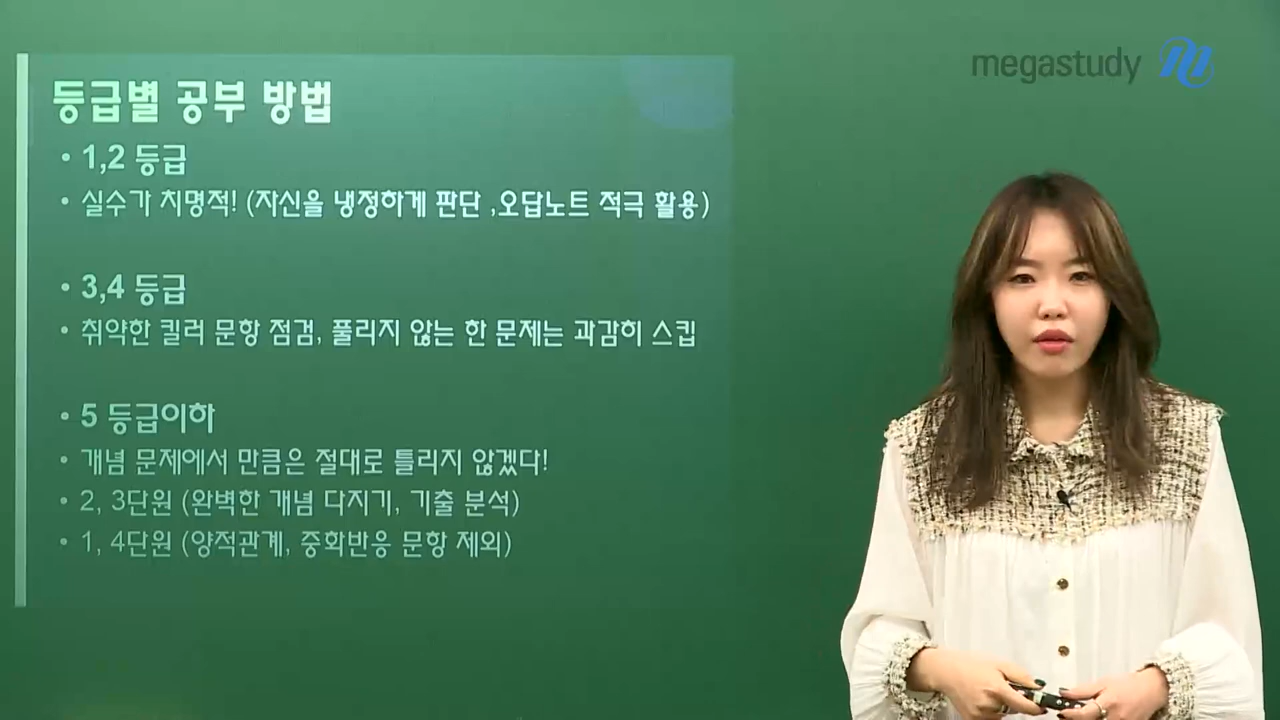 megastudy
등급별 공부 방법
• 1,2 등급
• 실수가 치명적! (자신을 냉정하게 판단 ,오답노트 적극 활용)
• 3,4 등급
• 취약한 킬러 문항 점검, 풀리지 않는 한 문제는 과감히 스킵
• 5 등급이하
• 개념 문제에서 만큼은 절대로 틀리지 않겠다!
• 2, 3단원 (완벽한 개념 다지기, 기출 분석)
• 1, 4단원 (양적관계, 중화반응 문항 제외)